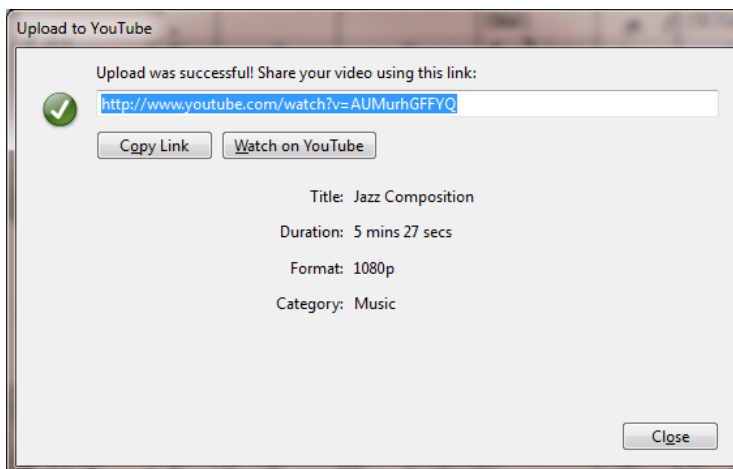 Upload to YouTube
Upload was successful! Share your video using this link:
http://www.youtube.com/watch?v=AUMurhGFFYQ
Copy Link Watch on YouTube
Title: Jazz Composition
Duration: 5 mins 27 secs
Format: 1080p
Category: Music
Close